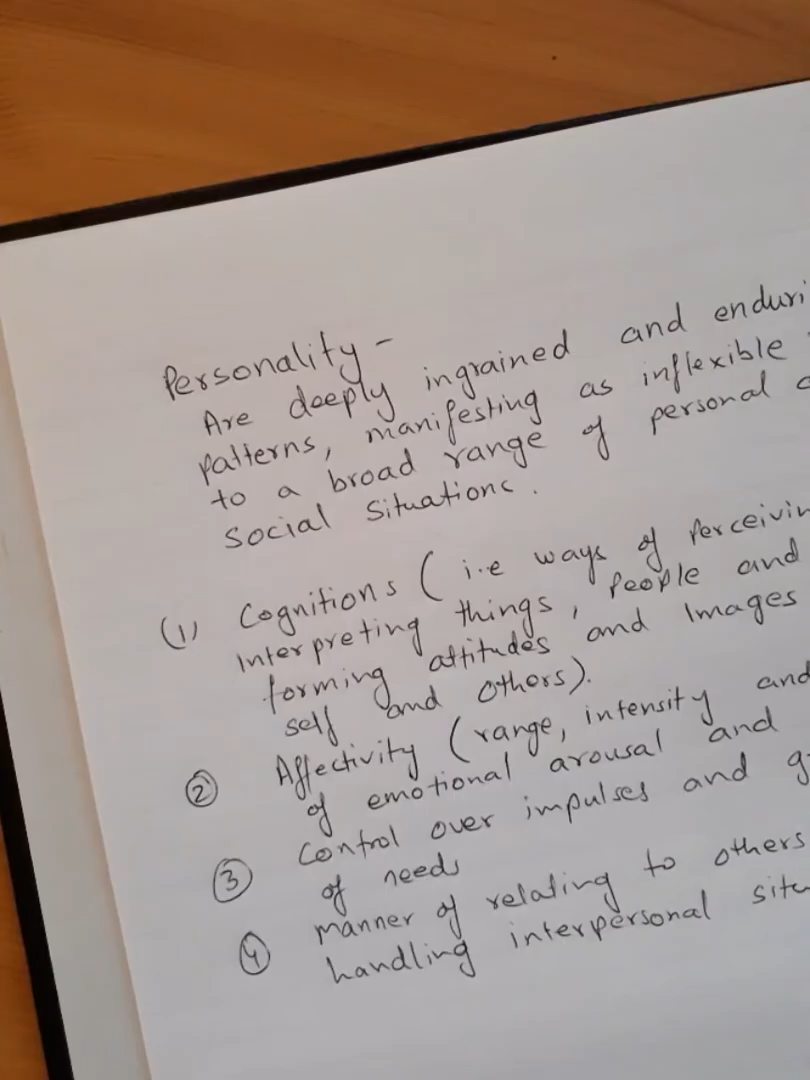 Personality -
Are deeply ingrained and enduri
patterns, manifesting as inflexible
to a broad range of personal a
social situations.
(1) Cognitions (i.e ways of perceivin
interpreting things, people and
forming attitudes and Images
self and others).
② Affectivity (range, intensity and
of emotional arousal and
③ control over impulses and g
of needs
④ manner of relating to others
handling interpersonal situ